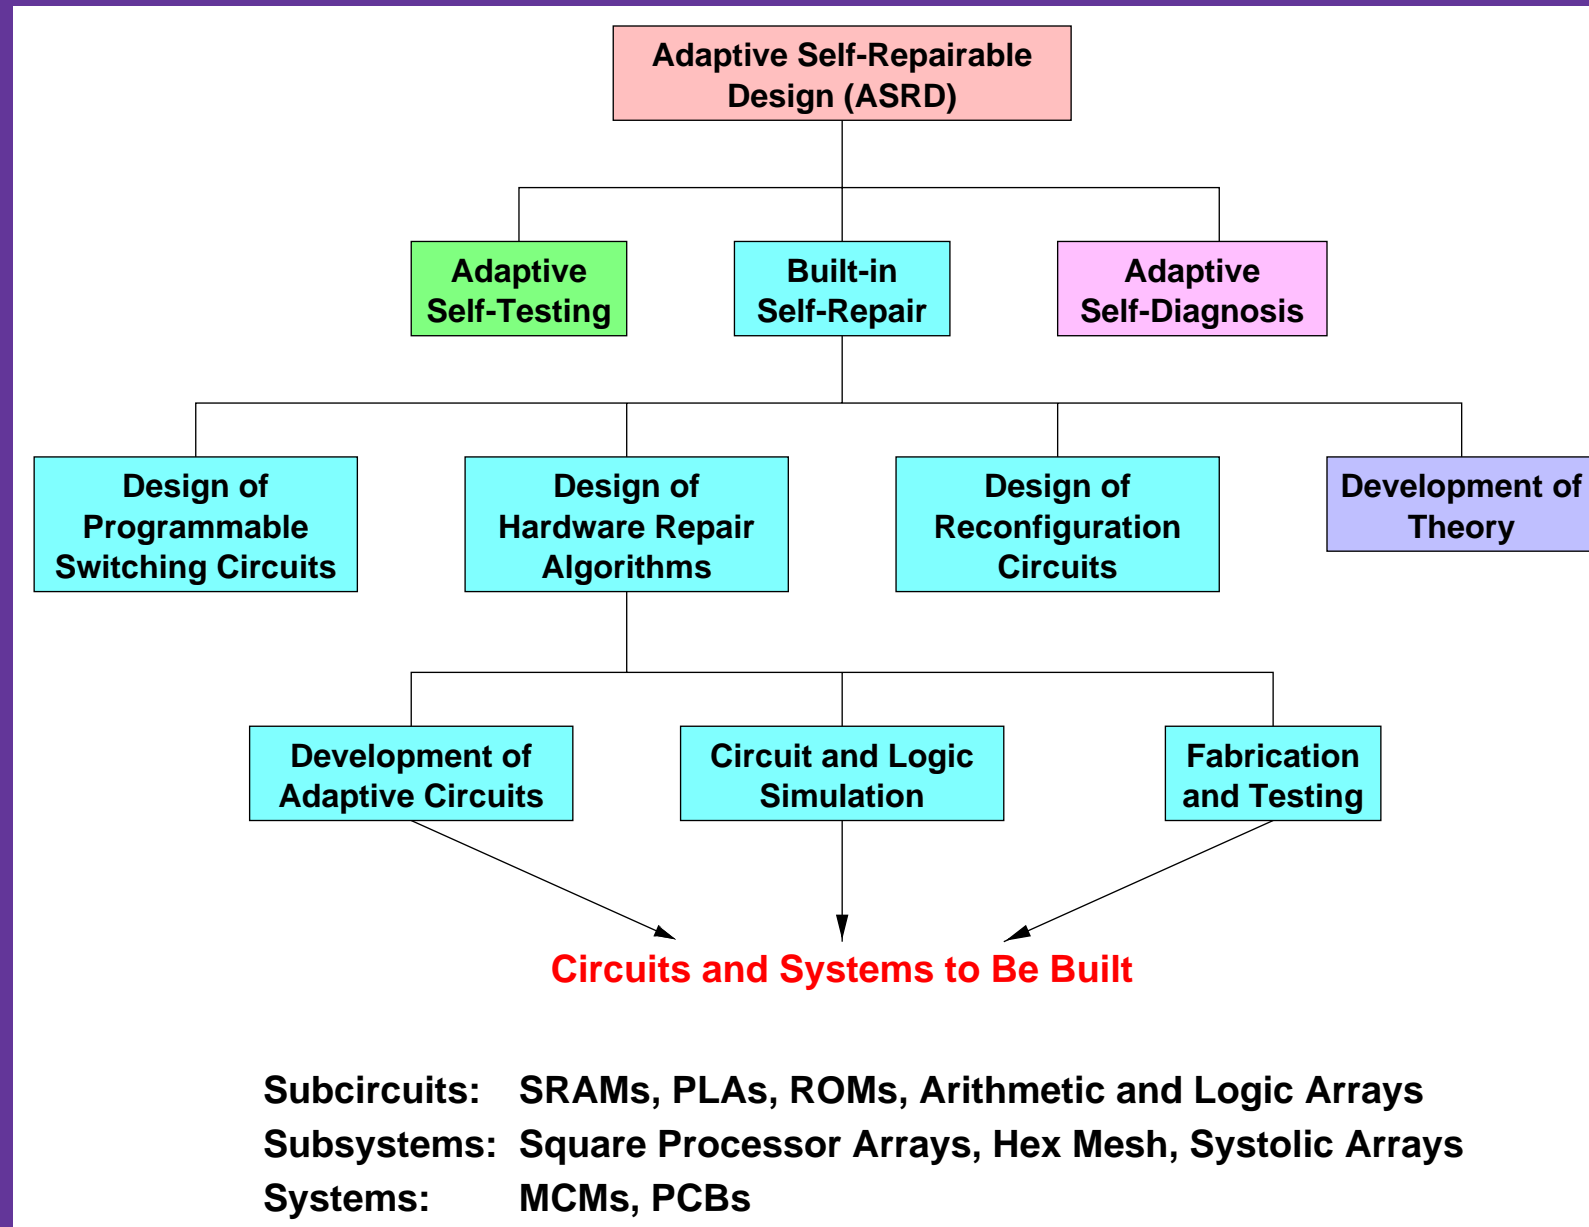 Adaptive Self-Repairable
Design (ASRD)
Adaptive
Self-Testing
Built-in
Self-Repair
Adaptive
Self-Diagnosis
Design of
Programmable
Switching Circuits
Design of
Hardware Repair
Algorithms
Design of
Reconfiguration
Circuits
Development of
Theory
Development of
Adaptive Circuits
Circuit and Logic
Simulation
Fabrication
and Testing
Circuits and Systems to Be Built
Subcircuits: SRAMs, PLAs, ROMs, Arithmetic and Logic Arrays
Subsystems: Square Processor Arrays, Hex Mesh, Systolic Arrays
Systems: MCMs, PCBs